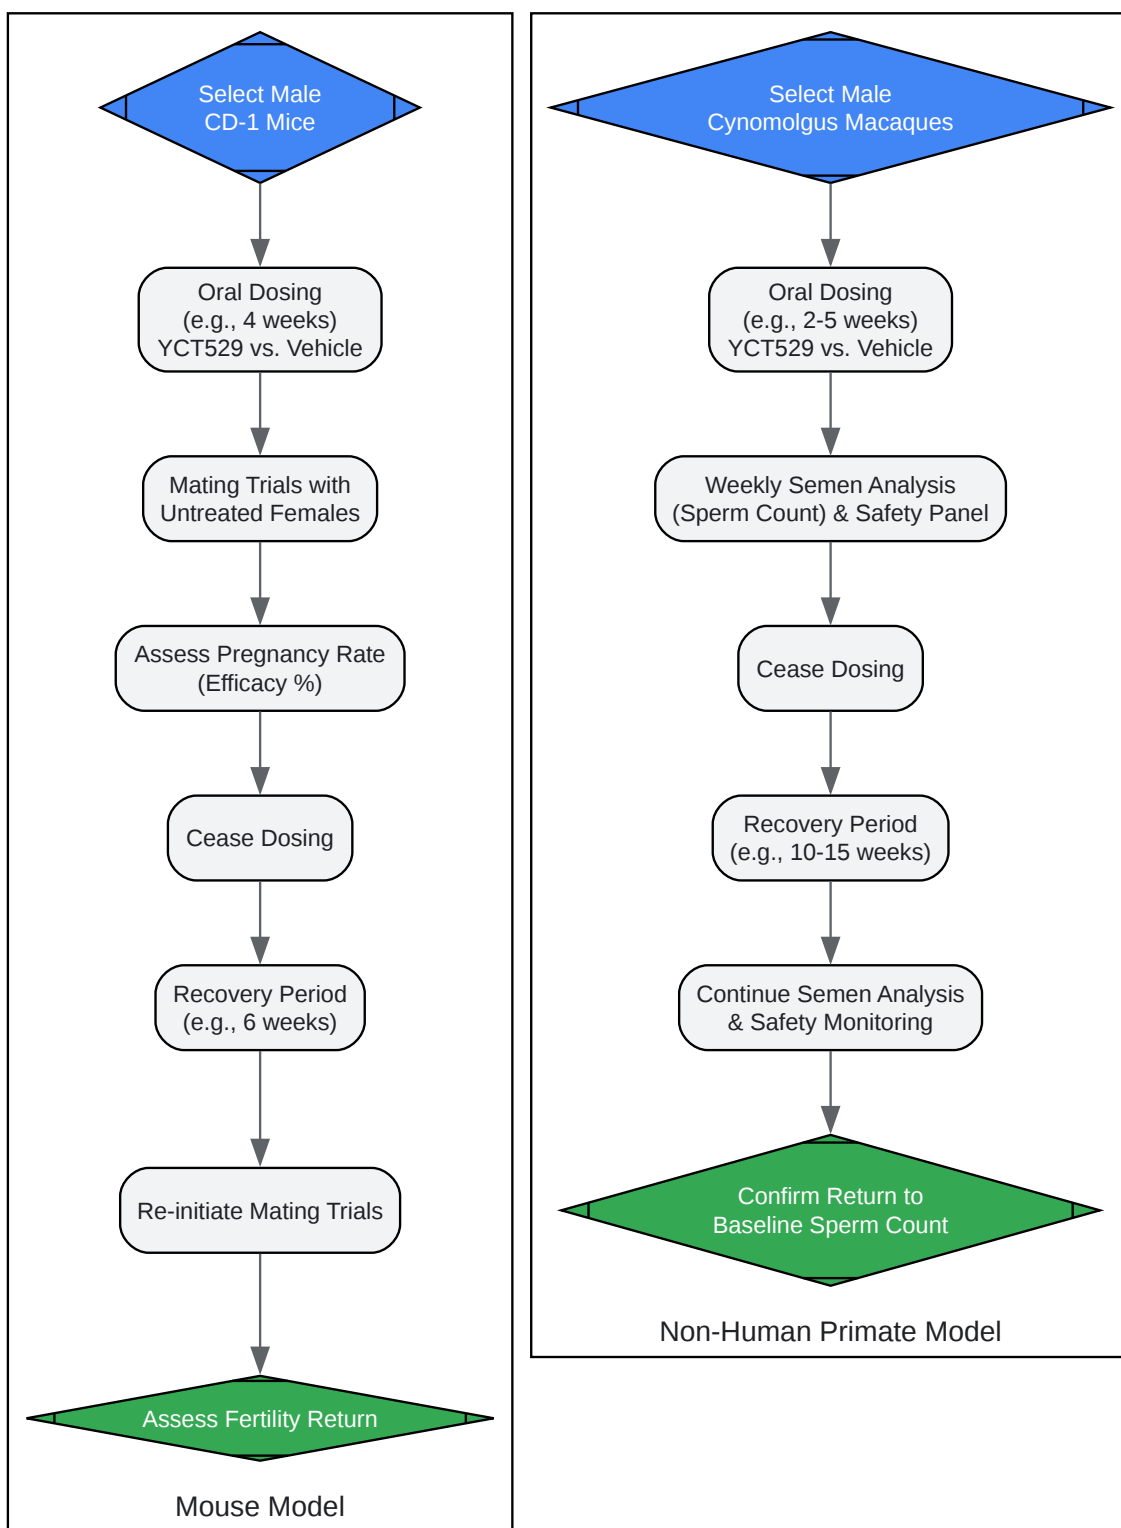 Select Male
CD-1 Mice
Oral Dosing
(e.g., 4 weeks)
YCT529 vs. Vehicle
Mating Trials with
Untreated Females
Assess Pregnancy Rate
(Efficacy %)
Cease Dosing
Recovery Period
(e.g., 6 weeks)
Re-initiate Mating Trials
Assess Fertility Return
Mouse Model
Select Male
Cynomolgus Macaques
Oral Dosing
(e.g., 2-5 weeks)
YCT529 vs. Vehicle
Weekly Semen Analysis
(Sperm Count) & Safety Panel
Cease Dosing
Recovery Period
(e.g., 10-15 weeks)
Continue Semen Analysis
& Safety Monitoring
Confirm Return to
Baseline Sperm Count
Non-Human Primate Model